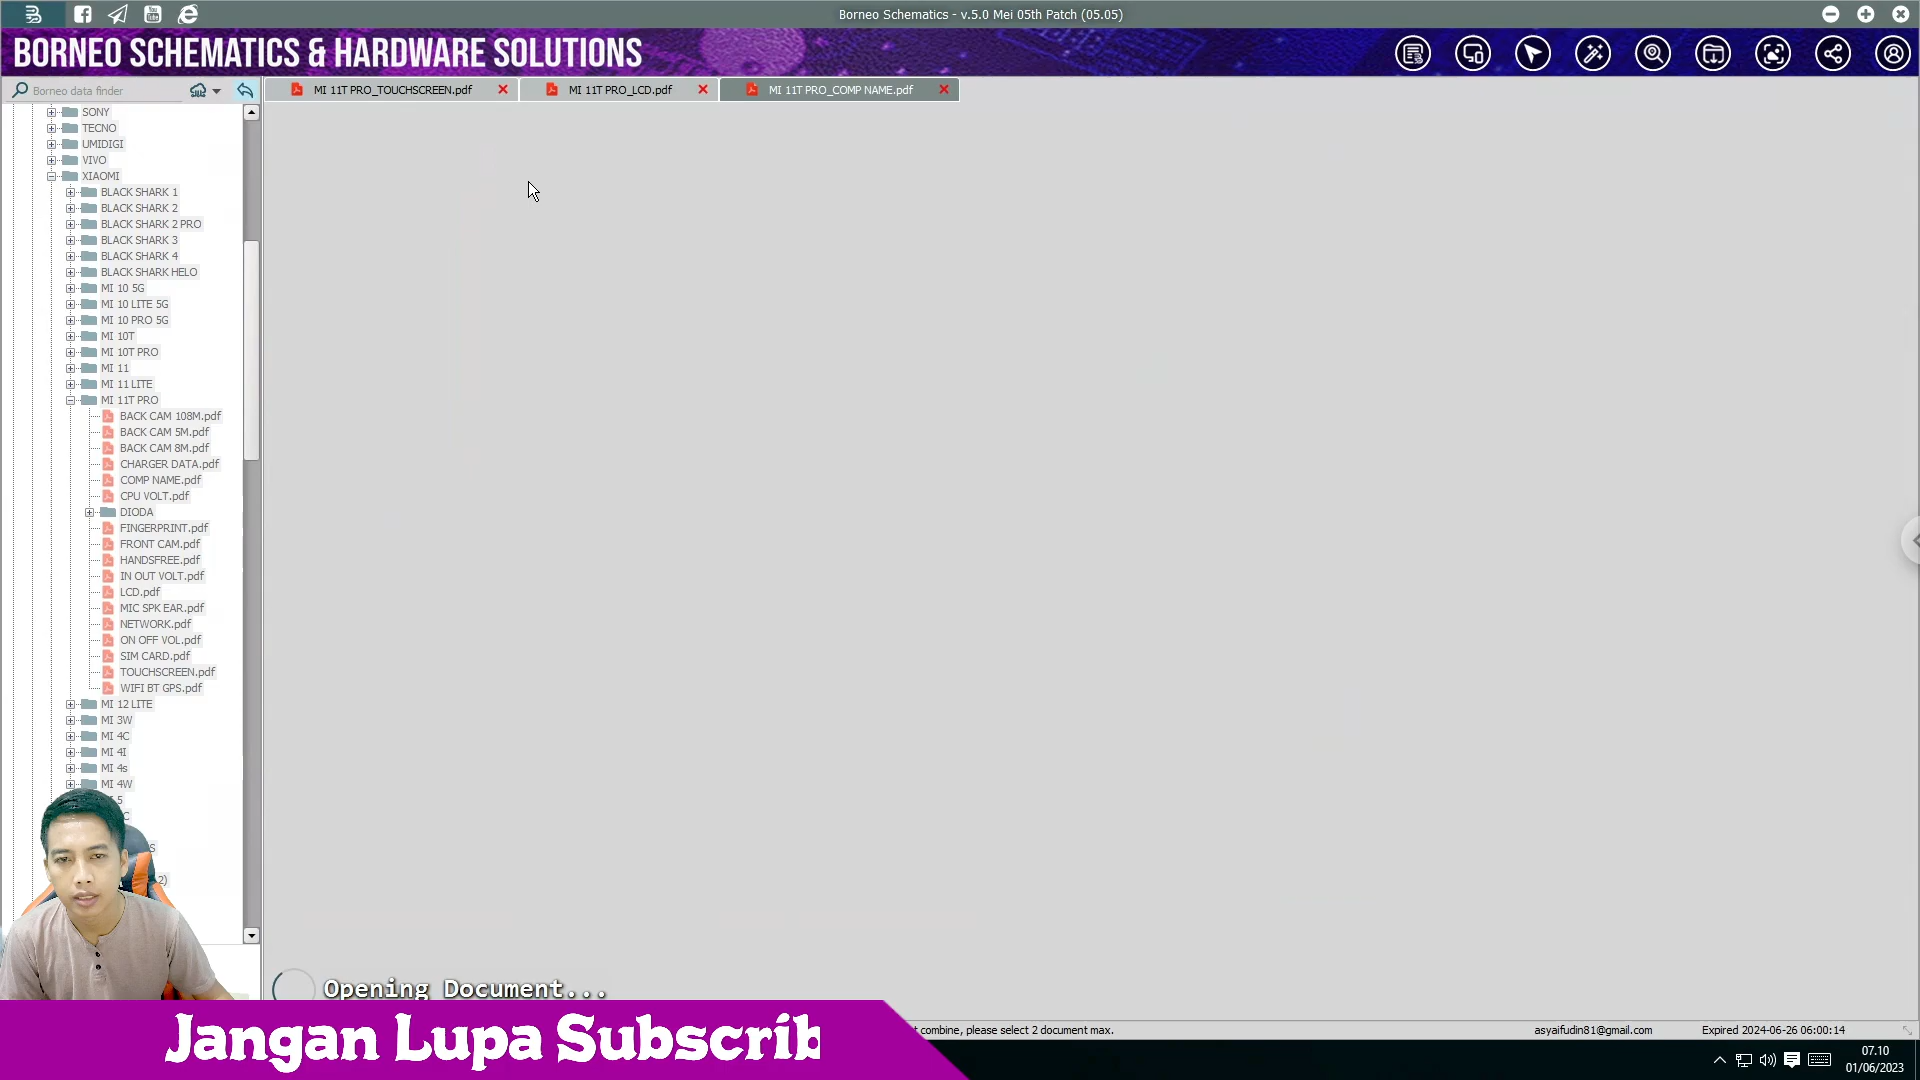 Borneo Schematics - v.5.0 Mei 05th Patch (05.05)
BORNEO SCHEMATICS & HARDWARE SOLUTIONS
Borneo data finder
MI 11T PRO_TOUCHSCREEN.pdf
MI 11T PRO_LCD.pdf
MI 11T PRO_COMP NAME.pdf
SONY
TECNO
UMIDIGI
VIVO
XIAOMI
BLACK SHARK 1
BLACK SHARK 2
BLACK SHARK 2 PRO
BLACK SHARK 3
BLACK SHARK 4
BLACK SHARK HELO
MI 10 5G
MI 10 LITE 5G
MI 10 PRO 5G
MI 10T
MI 10T PRO
MI 11
MI 11 LITE
MI 11T PRO
BACK CAM 108M.pdf
BACK CAM 5M.pdf
BACK CAM 8M.pdf
CHARGER DATA.pdf
COMP NAME.pdf
CPU VOLT.pdf
DIODA
FINGERPRINT.pdf
FRONT CAM.pdf
HANDSFREE.pdf
IN OUT VOLT.pdf
LCD.pdf
MIC SPK EAR.pdf
NETWORK.pdf
ON OFF VOL.pdf
SIM CARD.pdf
TOUCHSCREEN.pdf
WIFI BT GPS.pdf
MI 12 LITE
MI 3W
MI 4C
MI 4I
MI 4s
MI 4W
5
C
S
2)
Opening Document...
Jangan Lupa Subscrib
t combine, please select 2 document max.
asyaifudin81@gmail.com
Expired 2024-06-26 06:00:14
07.10
01/06/2023